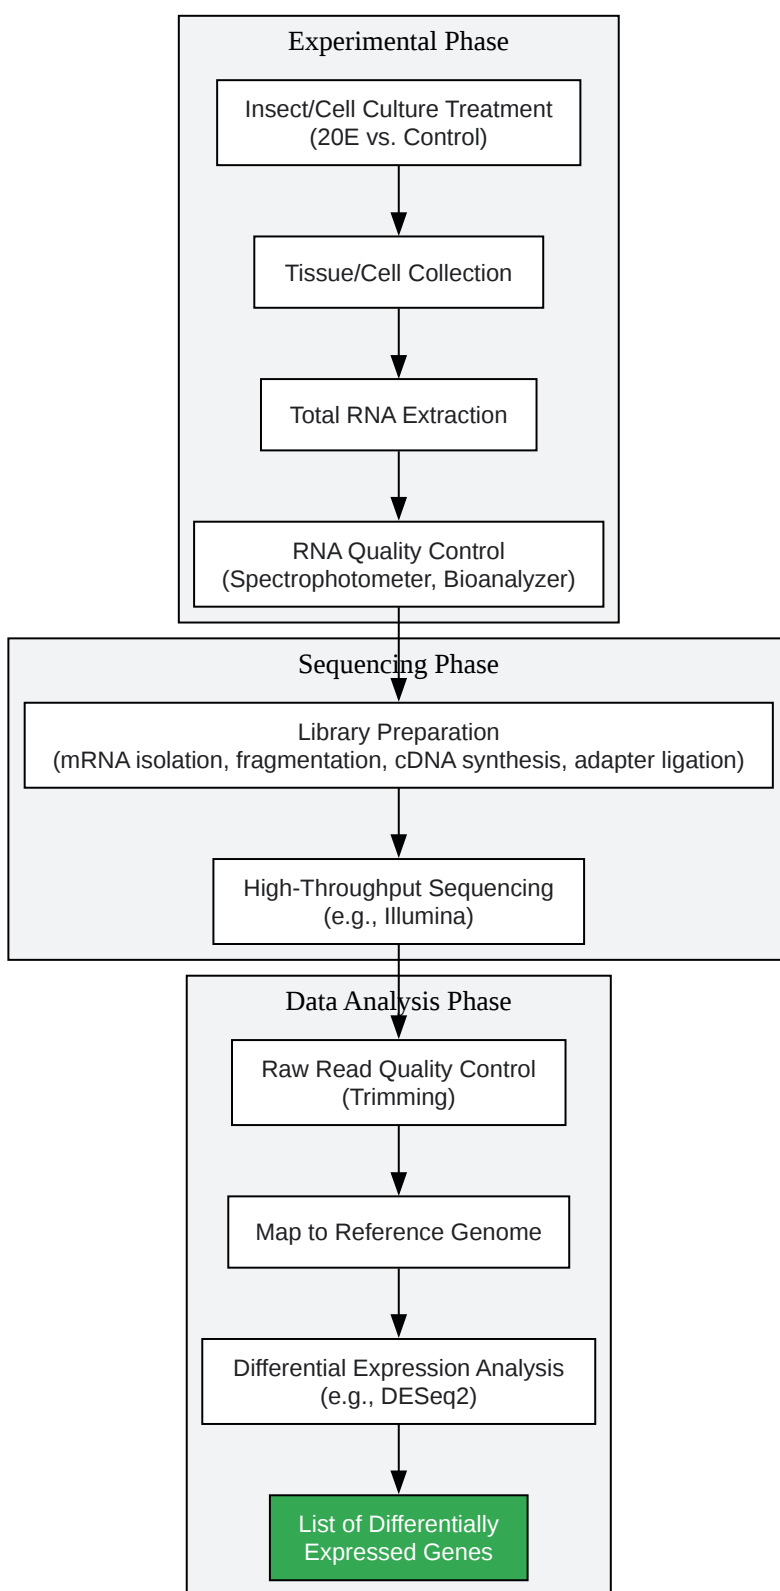 Experimental Phase
Insect/Cell Culture Treatment
(20E vs. Control)
Tissue/Cell Collection
Total RNA Extraction
RNA Quality Control
(Spectrophotometer, Bioanalyzer)
Sequencing Phase
Library Preparation
(mRNA isolation, fragmentation, cDNA synthesis, adapter ligation)
High-Throughput Sequencing
(e.g., Illumina)
Data Analysis Phase
Raw Read Quality Control
(Trimming)
Map to Reference Genome
Differential Expression Analysis
(e.g., DESeq2)
List of Differentially
Expressed Genes